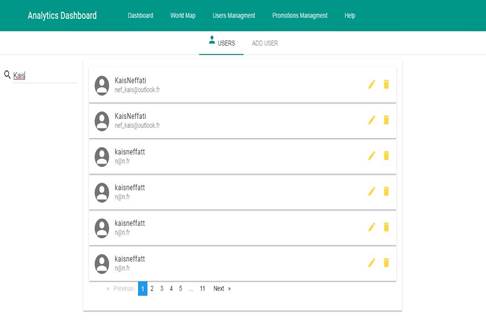 Analytics Dashboard Dashboard World Map Users Managment Promotions Managment Help
USERS ADD USER
Kais
KaisNeffati
nef_kais@outlook.fr
KaisNeffati
nef_kais@outlook.fr
kaisneffatt
n@n.fr
kaisneffatt
n@n.fr
kaisneffatt
n@n.fr
kaisneffatt
n@n.fr
« Previous 1 2 3 4 5 ... 11 Next »